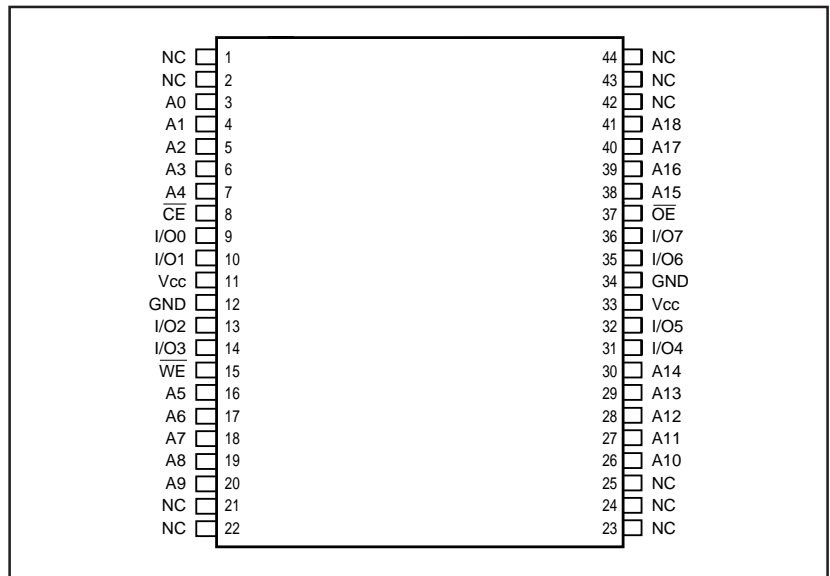 NC 1 44 NC
NC 2 43 NC
A0 3 42 NC
A1 4 41 A18
A2 5 40 A17
A3 6 39 A16
A4 7 38 A15
CE 8 37 OE
I/O0 9 36 I/O7
I/O1 10 35 I/O6
Vcc 11 34 GND
GND 12 33 Vcc
I/O2 13 32 I/O5
I/O3 14 31 I/O4
WE 15 30 A14
A5 16 29 A13
A6 17 28 A12
A7 18 27 A11
A8 19 26 A10
A9 20 25 NC
NC 21 24 NC
NC 22 23 NC